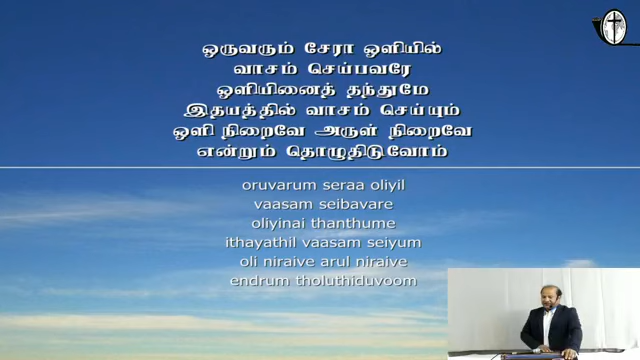 ஒருவரும் சேரா ஒளியில்
வாசம் செய்பவரே
ஒளியினைத் தந்துமே
இதயத்தில் வாசம் செய்யும்
ஒளி நிறைவே அருள் நிறைவே
என்றும் தொழுதிடுவோம்
oruvarum seraa oliyil
vaasam seibavare
oliyinai thanthume
ithayathil vaasam seiyum
oli niraive arul niraive
endrum tholuthiduvoom